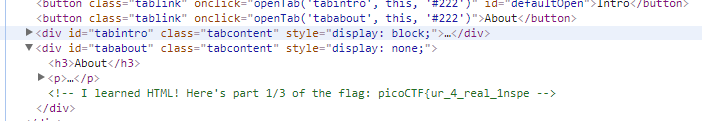 <button class="tablink" onclick="openTab('tabintro', this, '#222')" id="defaultOpen">Intro</button>
<button class="tablink" onclick="openTab('tababout', this, '#222')">About</button>
▶<div id="tabintro" class="tabcontent" style="display: block;">…</div>
▼<div id="tababout" class="tabcontent" style="display: none;">
<h3>About</h3>
▶<p>…</p>
<!-- I learned HTML! Here's part 1/3 of the flag: picoCTF{ur_4_real_1nspe -->
</div>
</div>